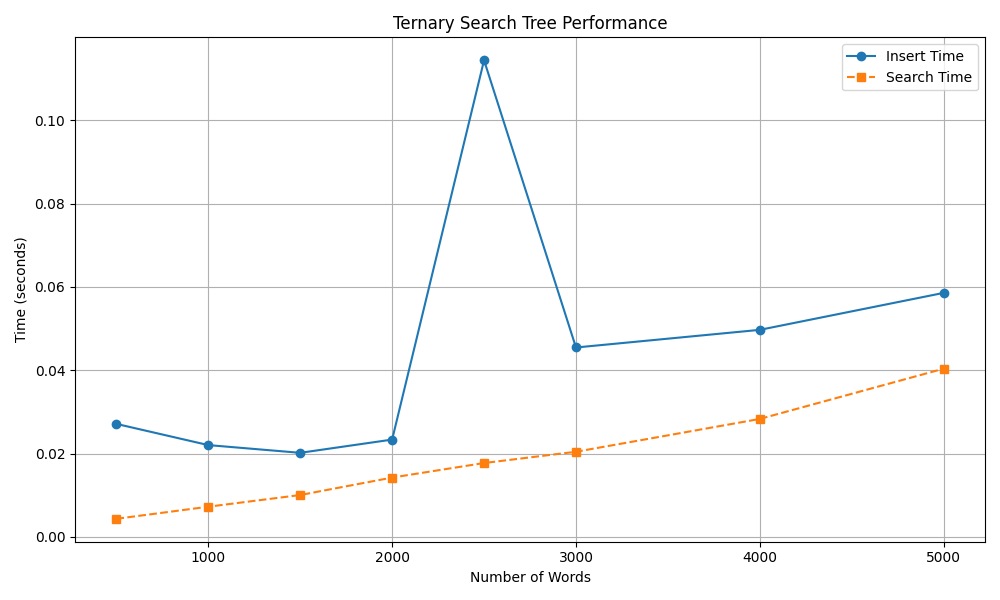 Ternary Search Tree Performance
Insert Time
Search Time
Time (seconds)
0.10
0.08
0.06
0.04
0.02
0.00
1000 2000 3000 4000 5000
Number of Words